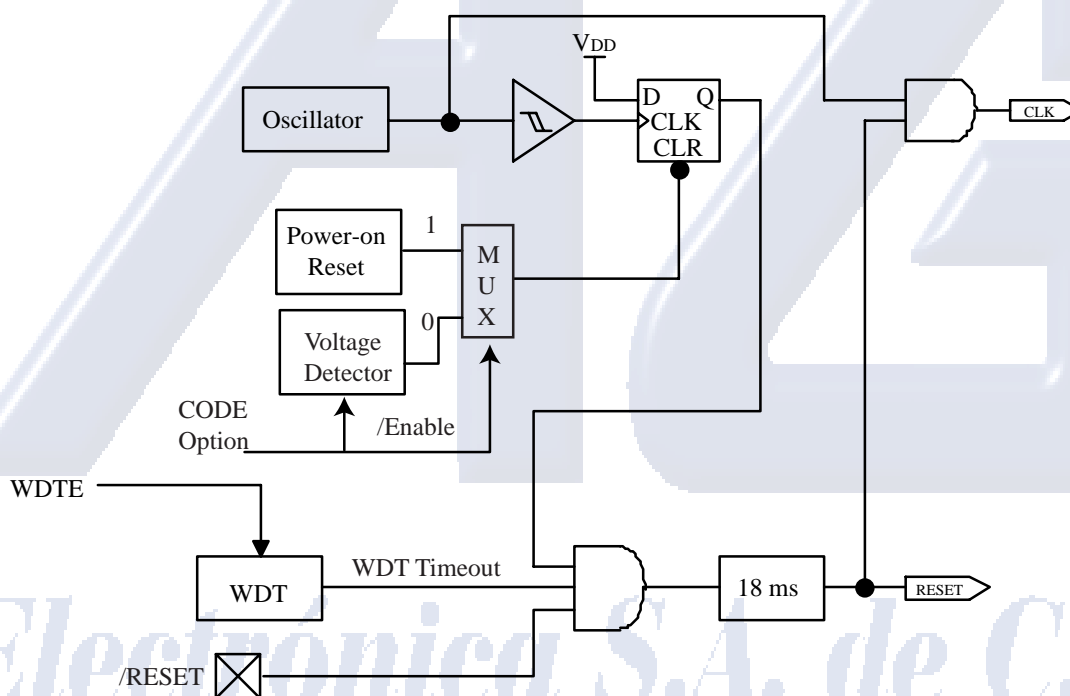 VDD
D Q
Oscillator
CLK
CLR
CLK
Power-on
Reset
1
M
U
X
0
Voltage
Detector
CODE
Option
/Enable
WDTE
WDT
WDT Timeout
18 ms
RESET
/RESET
Electrónica S.A. de C.